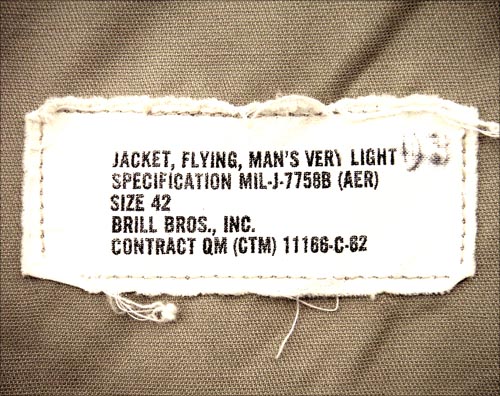 JACKET, FLYING, MAN'S VERY LIGHT
SPECIFICATION MIL-J-7758B (AER)
SIZE 42
BRILL BROS., INC.
CONTRACT QM (CTM) 11166-C-62